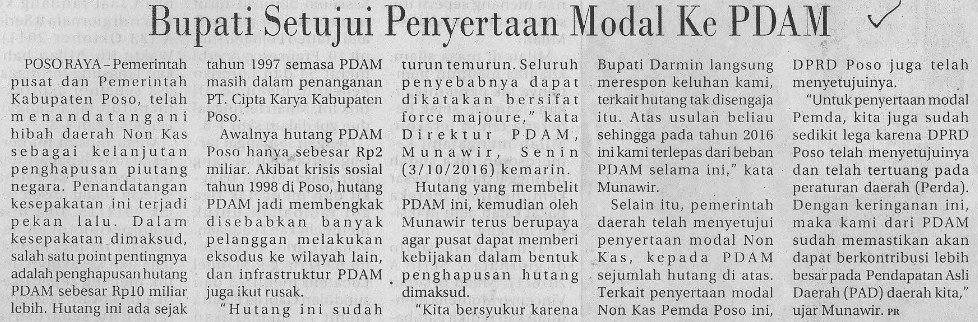 Bupati Setujui Penyertaan Modal Ke PDAM
POSO RAYA – Pemerintah
pusat dan Pemerintah
Kabupaten Poso, telah
menandatangani
hibah daerah Non Kas
sebagai kelanjutan
penghapusan piutang
negara. Penandatangan
kesepakatan ini terjadi
pekan lalu. Dalam
kesepakatan dimaksud,
salah satu point pentingnya
adalah penghapusan hutang
PDAM sebesar Rp10 miliar
lebih. Hutang ini ada sejak
tahun 1997 semasa PDAM
masih dalam penanganan
PT. Cipta Karya Kabupaten
Poso.
Awalnya hutang PDAM
Poso hanya sebesar Rp2
miliar. Akibat krisis sosial
tahun 1998 di Poso, hutang
PDAM jadi membengkak
disebabkan banyak
pelanggan melakukan
eksodus ke wilayah lain,
dan infrastruktur PDAM
juga ikut rusak.
"Hutang ini sudah
turun temurun. Seluruh
penyebabnya dapat
dikatakan bersifat
force majoure," kata
Direktur PDAM,
Munawir, Senin
(3/10/2016) kemarin.
Hutang yang membelit
PDAM ini, kemudian oleh
Munawir terus berupaya
agar pusat dapat memberi
kebijakan dalam bentuk
penghapusan hutang
dimaksud.
"Kita bersyukur karena
Bupati Darmin langsung
merespon keluhan kami,
terkait hutang tak disengaja
itu. Atas usulan beliau
sehingga pada tahun 2016
ini kami terlepas dari beban
PDAM selama ini," kata
Munawir.
Selain itu, pemerintah
daerah telah menyetujui
penyertaan modal Non
Kas, kepada PDAM
sejumlah hutang di atas.
Terkait penyertaan modal
Non Kas Pemda Poso ini,
DPRD Poso juga telah
menyetujuinya.
"Untuk penyertaan modal
Pemda, kita juga sudah
sedikit lega karena DPRD
Poso telah menyetujuinya
dan telah tertuang pada
peraturan daerah (Perda).
Dengan keringanan ini,
maka kami dari PDAM
sudah memastikan akan
dapat berkontribusi lebih
besar pada Pendapatan Asli
Daerah (PAD) daerah kita,"
ujar Munawir. PR